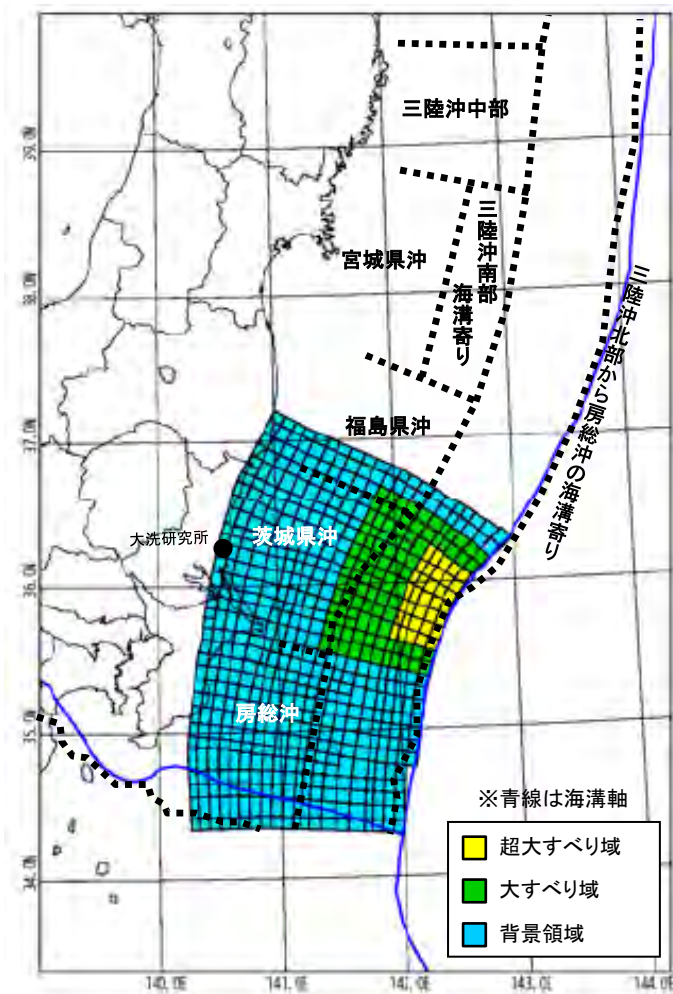 三陸沖中部
39.0N
三陸沖南部
海溝寄り
宮城県沖
38.0N
三陸沖北部から房総沖の海溝寄り
福島県沖
37.0N
大洗研究所
茨城県沖
36.0N
房総沖
35.0N
※青線は海溝軸
超大すべり域
大すべり域
背景領域
34.0N
140.0E
141.0E
142.0E
143.0E
144.0E